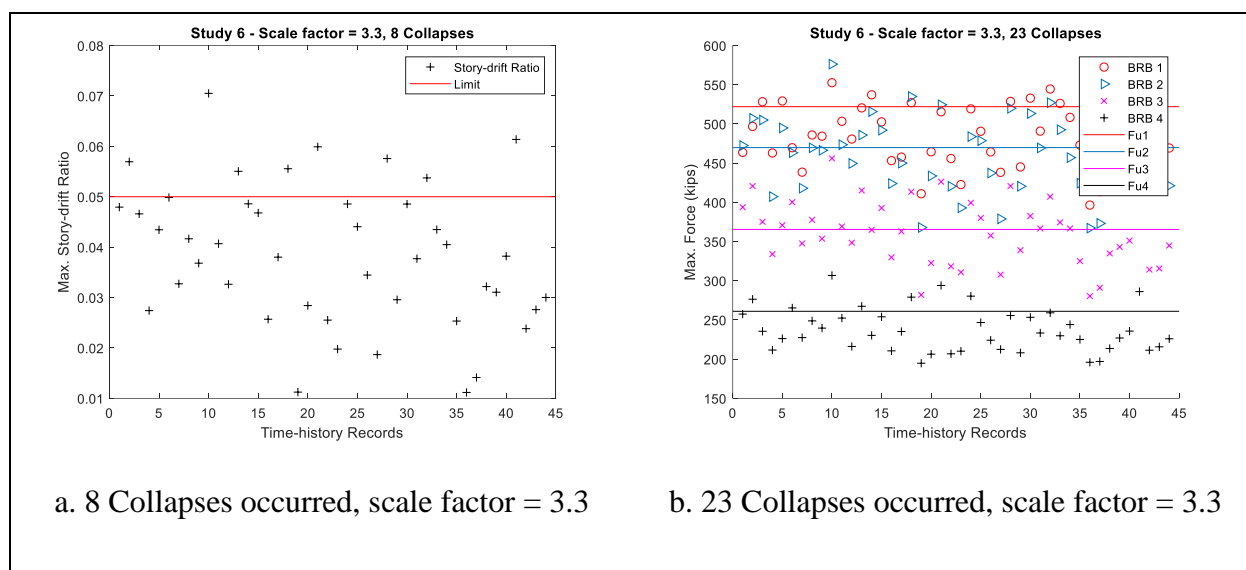 Study 6 - Scale factor = 3.3, 8 Collapses
0.08
0.07
0.06
0.05
0.04
0.03
0.02
0.01
Max. Story-drift Ratio
0 5 10 15 20 25 30 35 40 45
Time-history Records
Story-drift Ratio
Limit
Study 6 - Scale factor = 3.3, 23 Collapses
600
550
500
450
400
350
300
250
200
150
Max. Force (kips)
0 5 10 15 20 25 30 35 40 45
Time-history Records
BRB 1
BRB 2
BRB 3
BRB 4
Fu1
Fu2
Fu3
Fu4
a. 8 Collapses occurred, scale factor = 3.3
b. 23 Collapses occurred, scale factor = 3.3